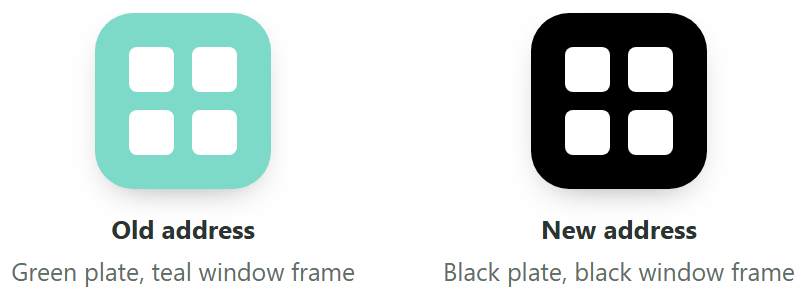 Old address
Green plate, teal window frame
New address
Black plate, black window frame